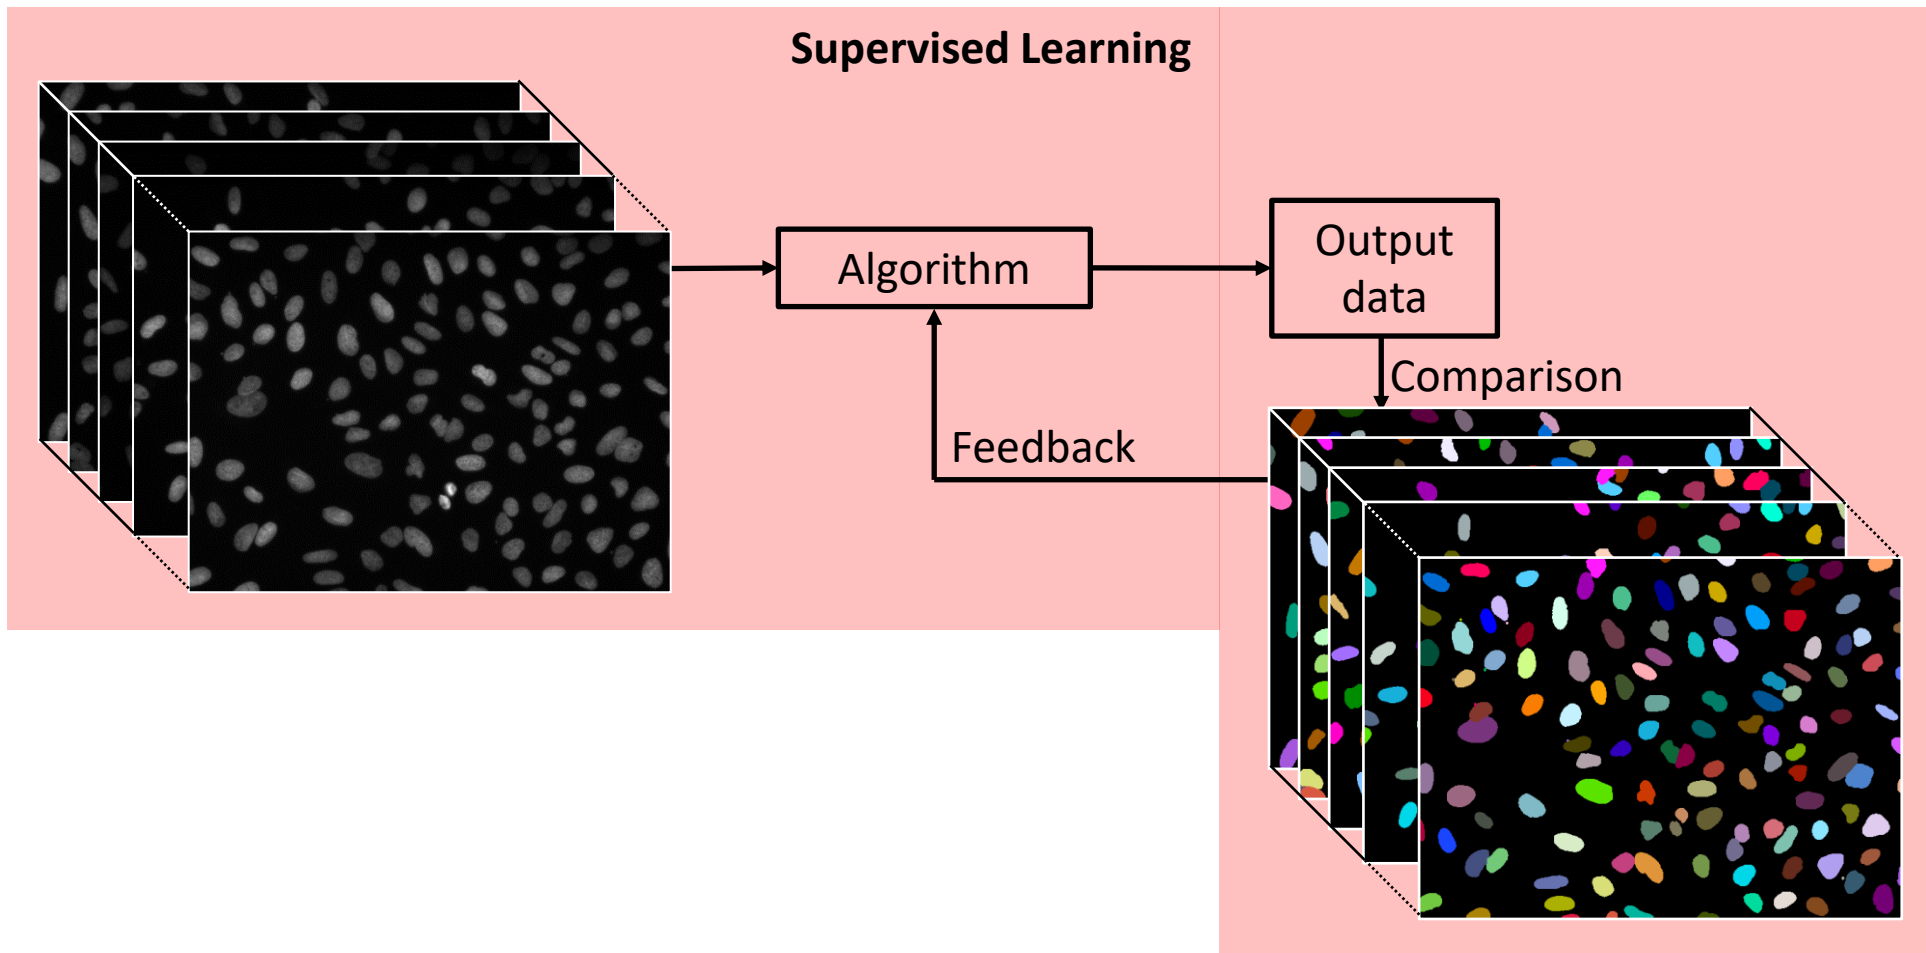 Supervised Learning
Algorithm
Output
data
Comparison
Feedback